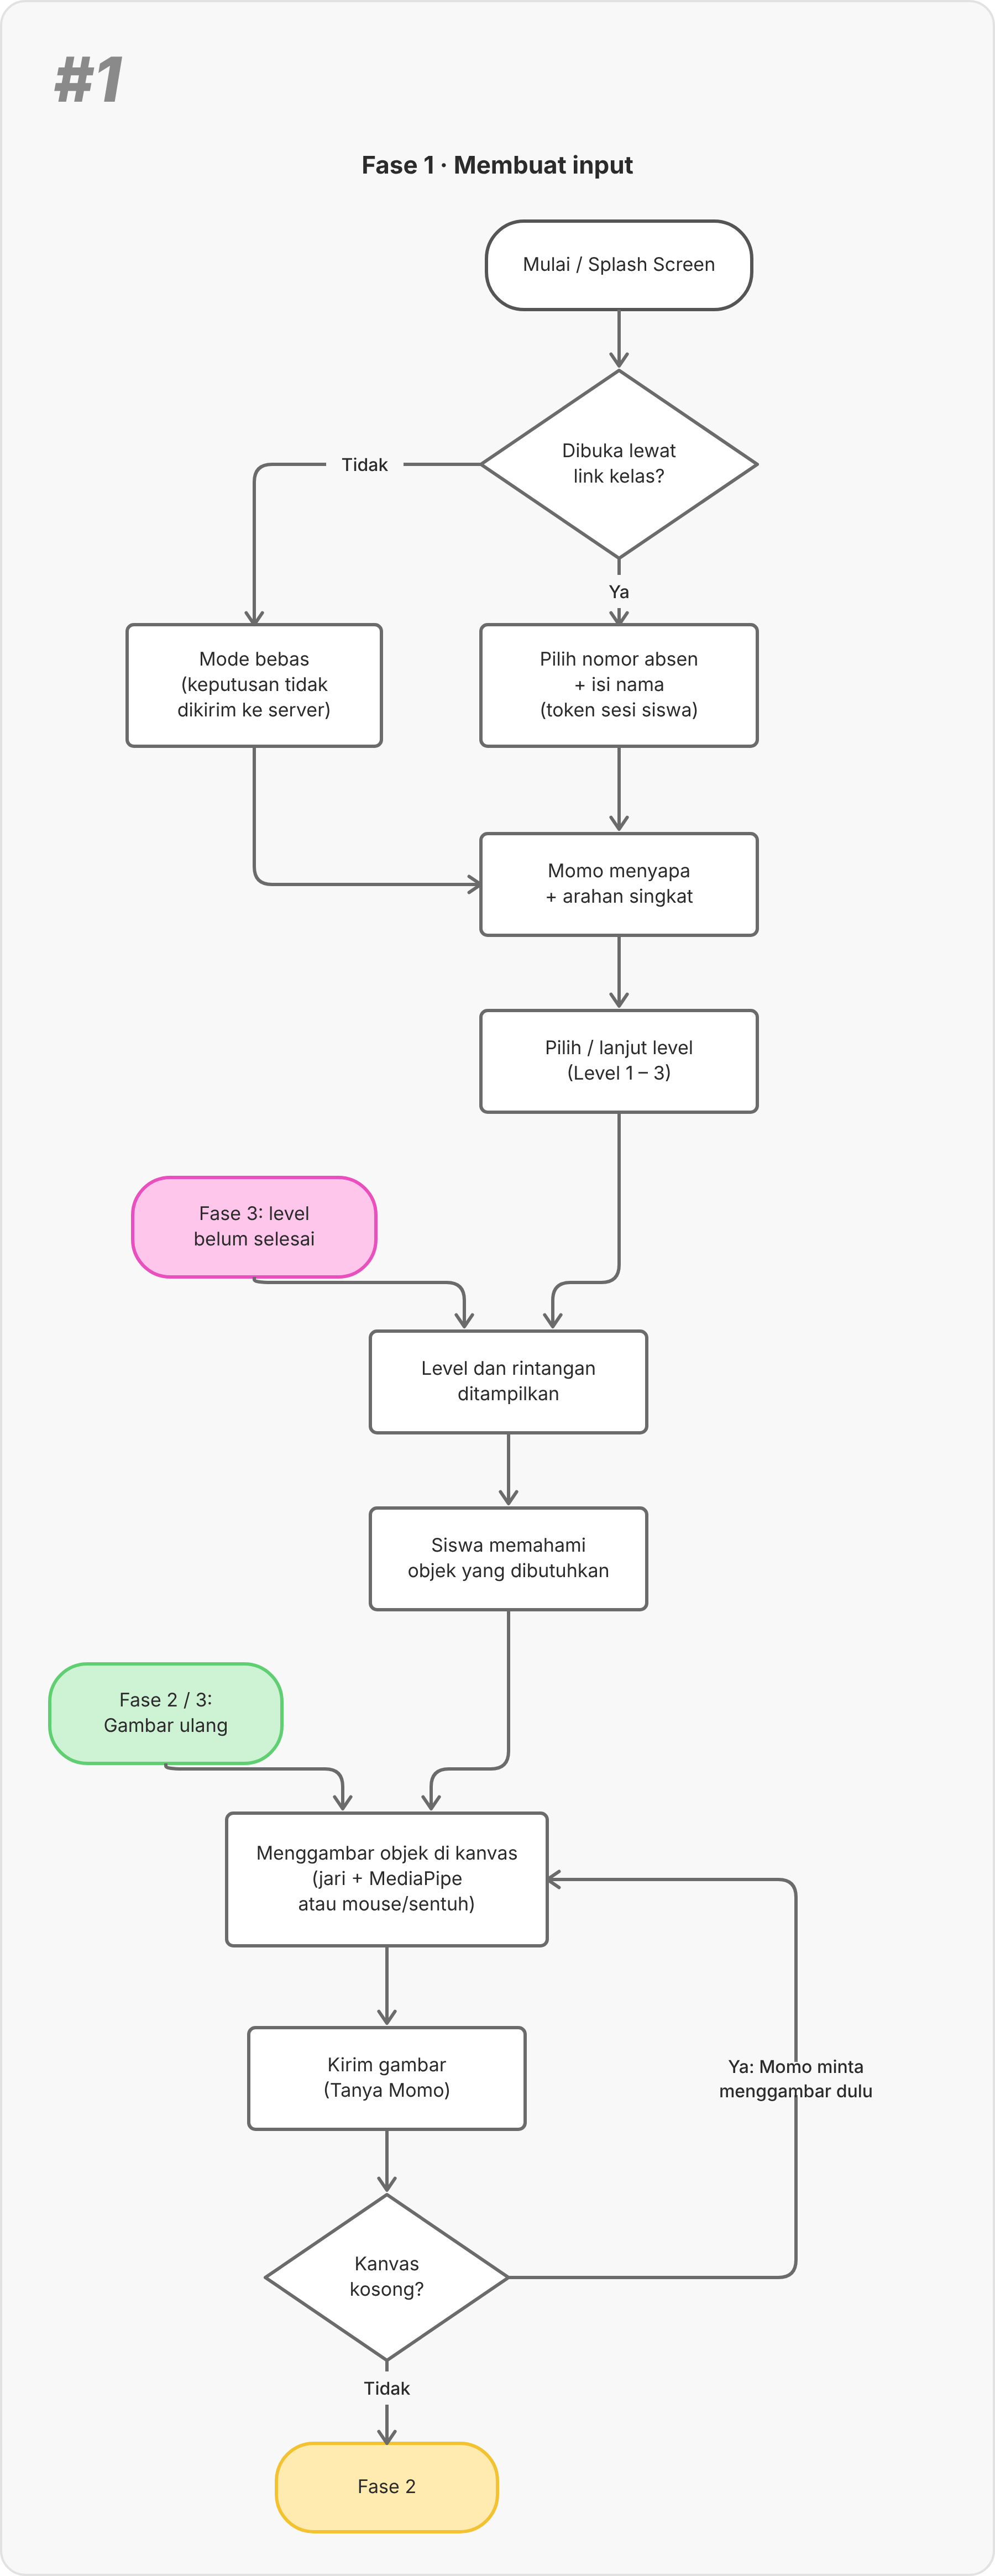 #1
Fase 1 · Membuat input
Mulai / Splash Screen
Dibuka lewat
link kelas?
Tidak
Ya
Mode bebas
(keputusan tidak
dikirim ke server)
Pilih nomor absen
+ isi nama
(token sesi siswa)
Momo menyapa
+ arahan singkat
Pilih / lanjut level
(Level 1 – 3)
Fase 3: level
belum selesai
Level dan rintangan
ditampilkan
Siswa memahami
objek yang dibutuhkan
Fase 2 / 3:
Gambar ulang
Menggambar objek di kanvas
(jari + MediaPipe
atau mouse/sentuh)
Kirim gambar
(Tanya Momo)
Ya: Momo minta
menggambar dulu
Kanvas
kosong?
Tidak
Fase 2